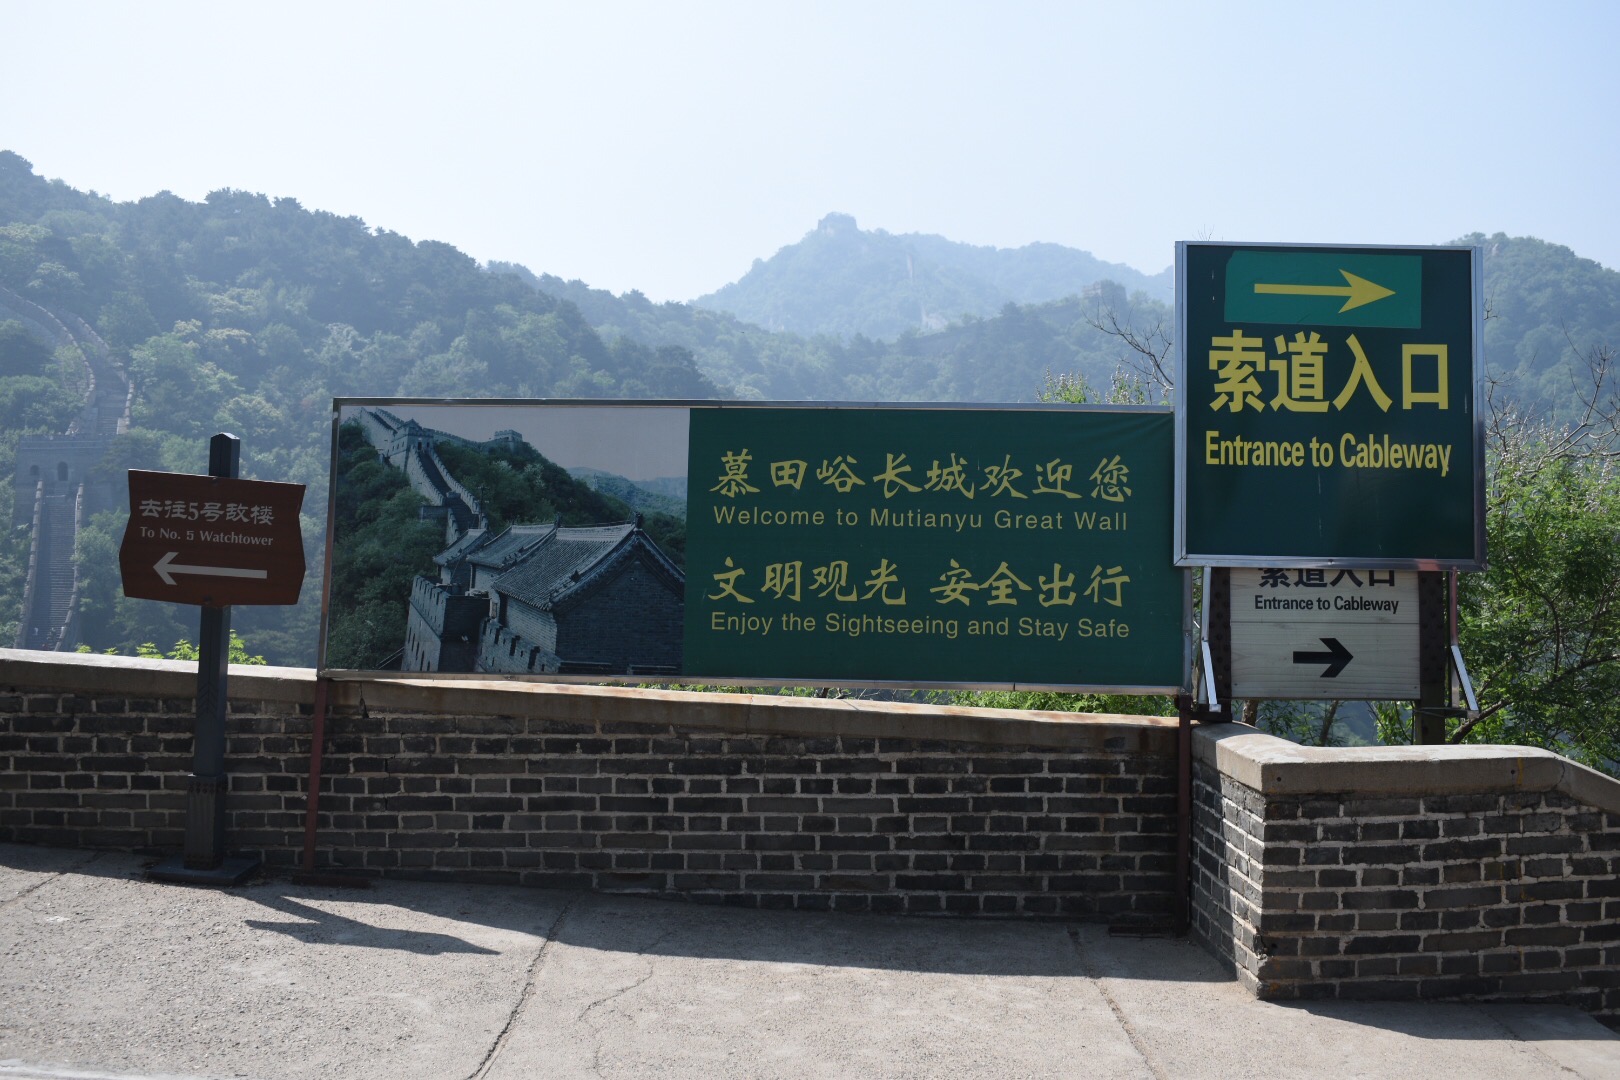 去往5号敌楼
To No. 5 Watchtower
慕田峪长城欢迎您
Welcome to Mutianyu Great Wall
文明观光 安全出行
Enjoy the Sightseeing and Stay Safe
索道入口
Entrance to Cableway
索道入口
Entrance to Cableway